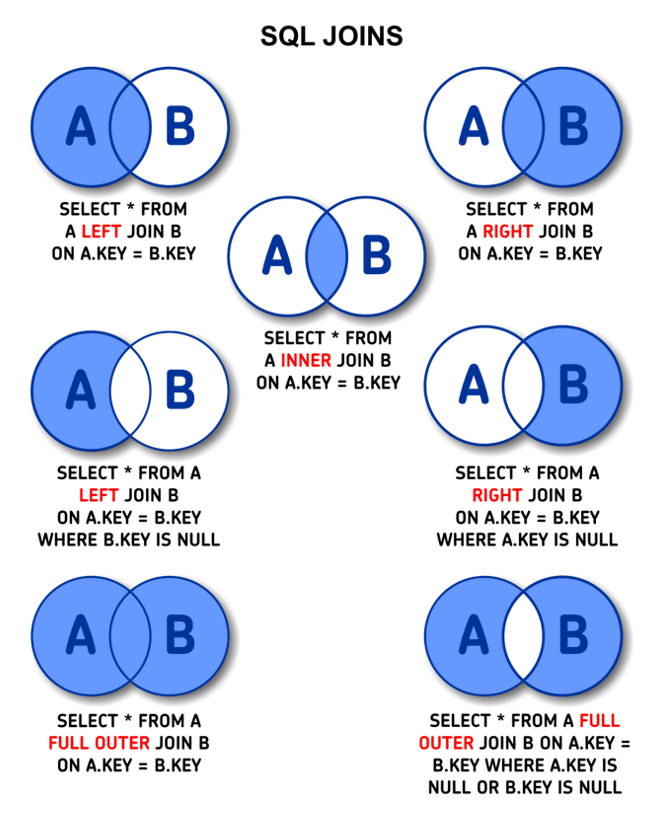 SQL JOINS
A B
SELECT * FROM
A LEFT JOIN B
ON A.KEY = B.KEY
A B
SELECT * FROM
A RIGHT JOIN B
ON A.KEY = B.KEY
A B
SELECT * FROM
A INNER JOIN B
ON A.KEY = B.KEY
A B
SELECT * FROM A
LEFT JOIN B
ON A.KEY = B.KEY
WHERE B.KEY IS NULL
A B
SELECT * FROM A
RIGHT JOIN B
ON A.KEY = B.KEY
WHERE A.KEY IS NULL
A B
SELECT * FROM A
FULL OUTER JOIN B
ON A.KEY = B.KEY
A B
SELECT * FROM A FULL
OUTER JOIN B ON A.KEY =
B.KEY WHERE A.KEY IS
NULL OR B.KEY IS NULL